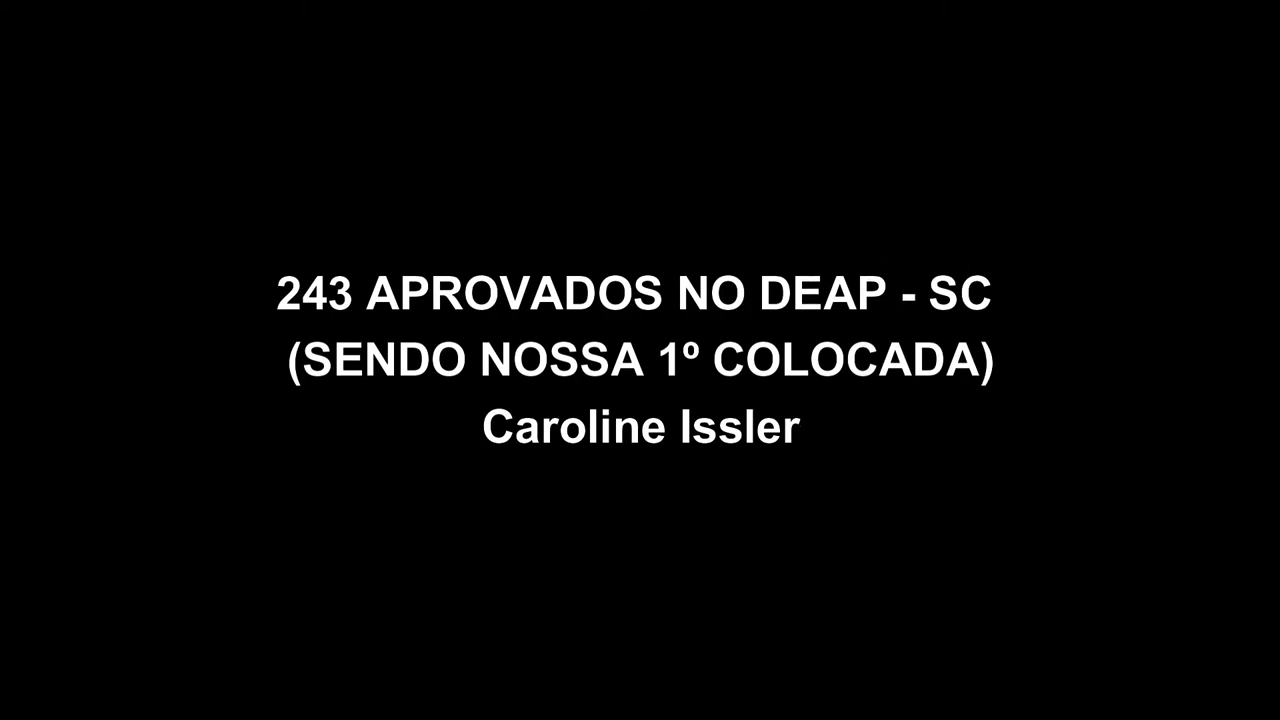 243 APROVADOS NO DEAP - SC
(SENDO NOSSA 1º COLOCADA)
Caroline Issler